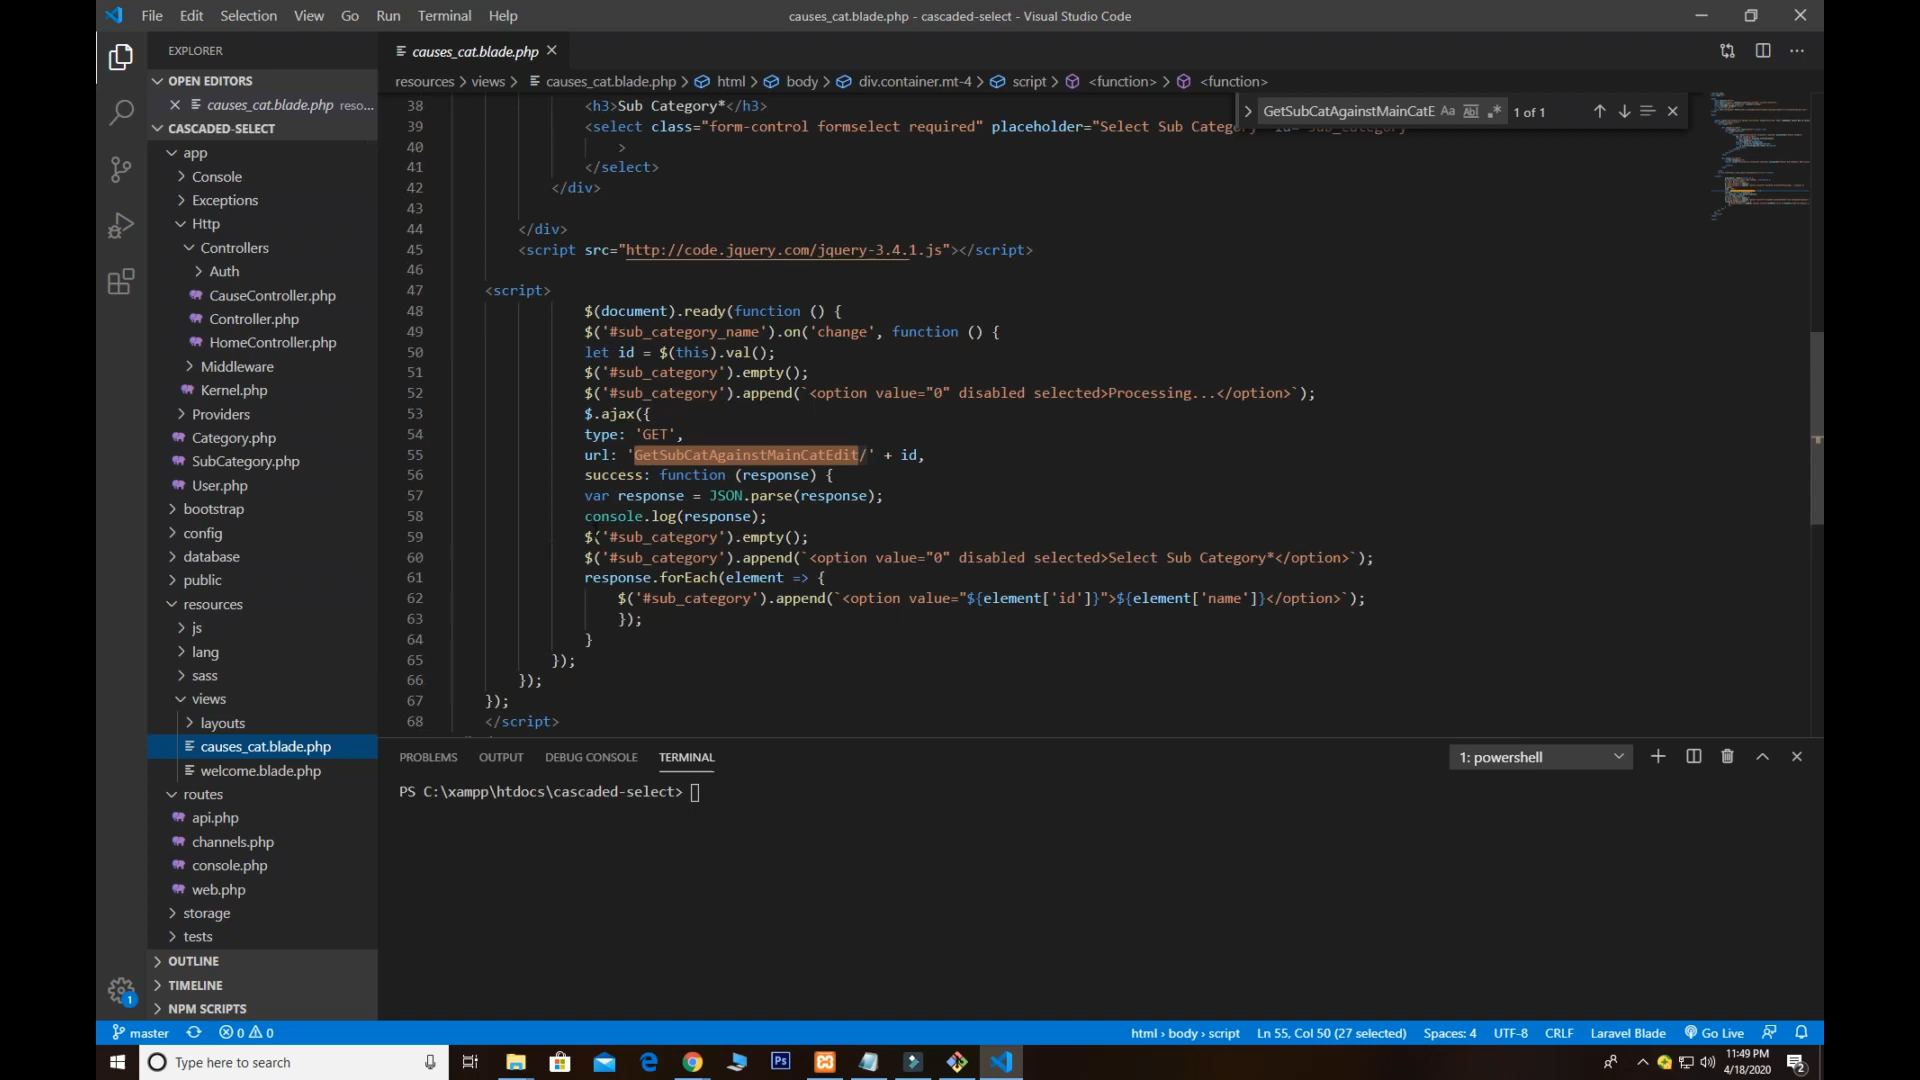 File Edit Selection View Go Run Terminal Help
causes_cat.blade.php - cascaded-select - Visual Studio Code
EXPLORER
OPEN EDITORS
causes_cat.blade.php reso...
CASCADED-SELECT
app
Console
Exceptions
Http
Controllers
Auth
CauseController.php
Controller.php
HomeController.php
Middleware
Kernel.php
Providers
Category.php
SubCategory.php
User.php
bootstrap
config
database
public
resources
js
lang
sass
views
layouts
causes_cat.blade.php
welcome.blade.php
routes
api.php
channels.php
console.php
web.php
storage
tests
OUTLINE
TIMELINE
NPM SCRIPTS
causes_cat.blade.php
resources > views > causes_cat.blade.php > html > body > div.container.mt-4 > script > <function> > <function>
GetSubCatAgainstMainCatE Aa Abl .* 1 of 1
38 <h3>Sub Category*</h3>
39 <select class="form-control formselect required" placeholder="Select Sub Category" id="sub_category"
40 >
41 </select>
42 </div>
43
44 </div>
45 <script src="http://code.jquery.com/jquery-3.4.1.js"></script>
46
47 <script>
48 $(document).ready(function () {
49 $('#sub_category_name').on('change', function () {
50 let id = $(this).val();
51 $('#sub_category').empty();
52 $('#sub_category').append(`<option value="0" disabled selected>Processing...</option>`);
53 $.ajax({
54 type: 'GET',
55 url: 'GetSubCatAgainstMainCatEdit/' + id,
56 success: function (response) {
57 var response = JSON.parse(response);
58 console.log(response);
59 $('#sub_category').empty();
60 $('#sub_category').append(`<option value="0" disabled selected>Select Sub Category*</option>`);
61 response.forEach(element => {
62 $('#sub_category').append(`<option value="${element['id']}">${element['name']}</option>`);
63 });
64 }
65 });
66 });
67 });
68 </script>
PROBLEMS OUTPUT DEBUG CONSOLE TERMINAL
1: powershell
PS C:\xampp\htdocs\cascaded-select>
1
master 0 0
html › body › script Ln 55, Col 50 (27 selected) Spaces: 4 UTF-8 CRLF Laravel Blade Go Live
Type here to search
Ps
11:49 PM
4/18/2020
2